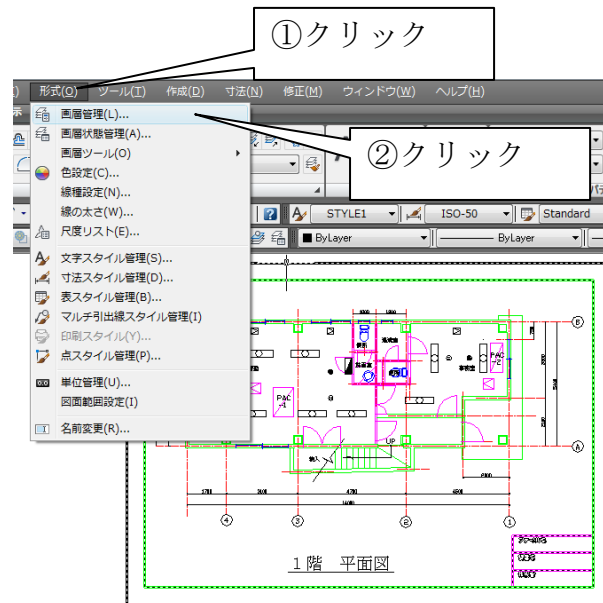 ①クリック
形式(O) ツール(T) 作成(D) 寸法(N) 修正(M) ウィンドウ(W) ヘルプ(H)
示
画層管理(L)...
②クリック
画層状態管理(A)...
画層ツール(O)
色設定(C)...
線種設定(N)...
線の太さ(W)...
STYLE1 ISO-50 Standard
尺度リスト(E)...
ByLayer ByLayer
文字スタイル管理(S)...
寸法スタイル管理(D)...
表スタイル管理(B)...
マルチ引出線スタイル管理(I)
印刷スタイル(Y)...
点スタイル管理(P)...
単位管理(U)...
図面範囲設定(I)
名前変更(R)...
B
PAC
-2
PAC
-1
UP
A
4 3 2 1
1階 平面図